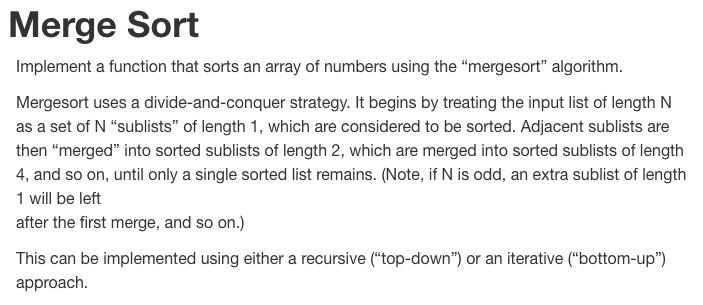 Merge Sort
Implement a function that sorts an array of numbers using the “mergesort” algorithm.
Mergesort uses a divide-and-conquer strategy. It begins by treating the input list of length N
as a set of N “sublists” of length 1, which are considered to be sorted. Adjacent sublists are
then “merged” into sorted sublists of length 2, which are merged into sorted sublists of length
4, and so on, until only a single sorted list remains. (Note, if N is odd, an extra sublist of length
1 will be left
after the first merge, and so on.)
This can be implemented using either a recursive (“top-down”) or an iterative (“bottom-up”)
approach.